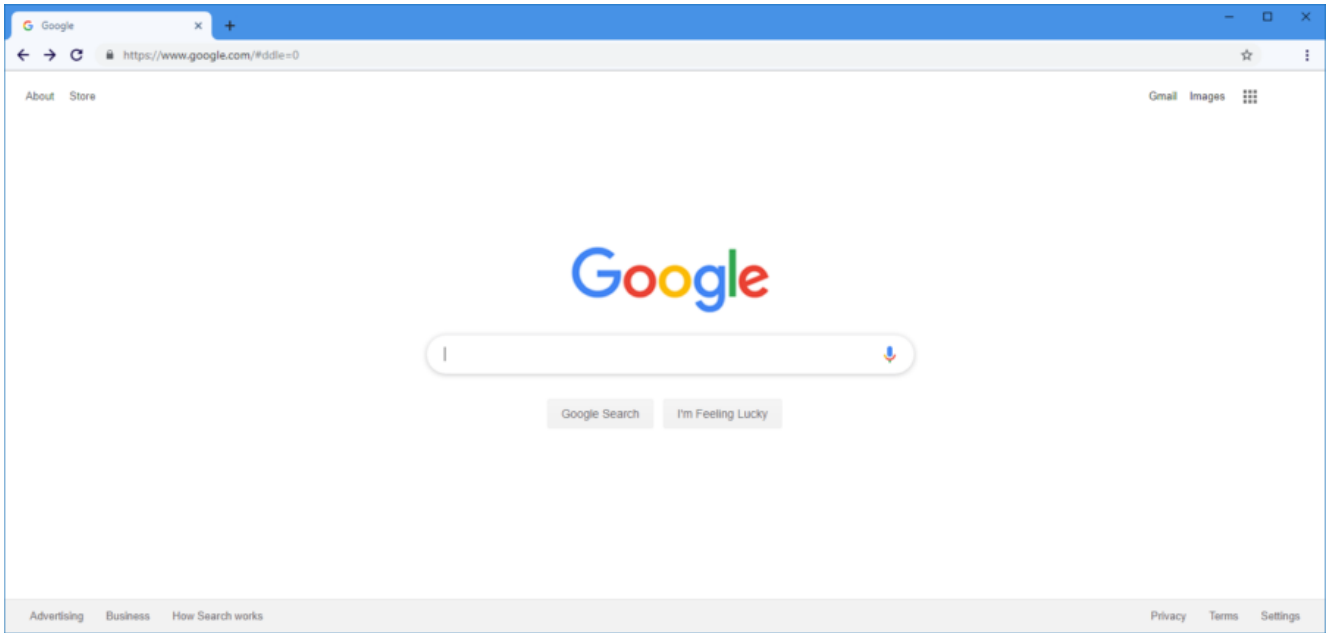 Google
https://www.google.com/#ddle=0
About Store Gmail Images
Google
Google Search I'm Feeling Lucky
Advertising Business How Search works Privacy Terms Settings